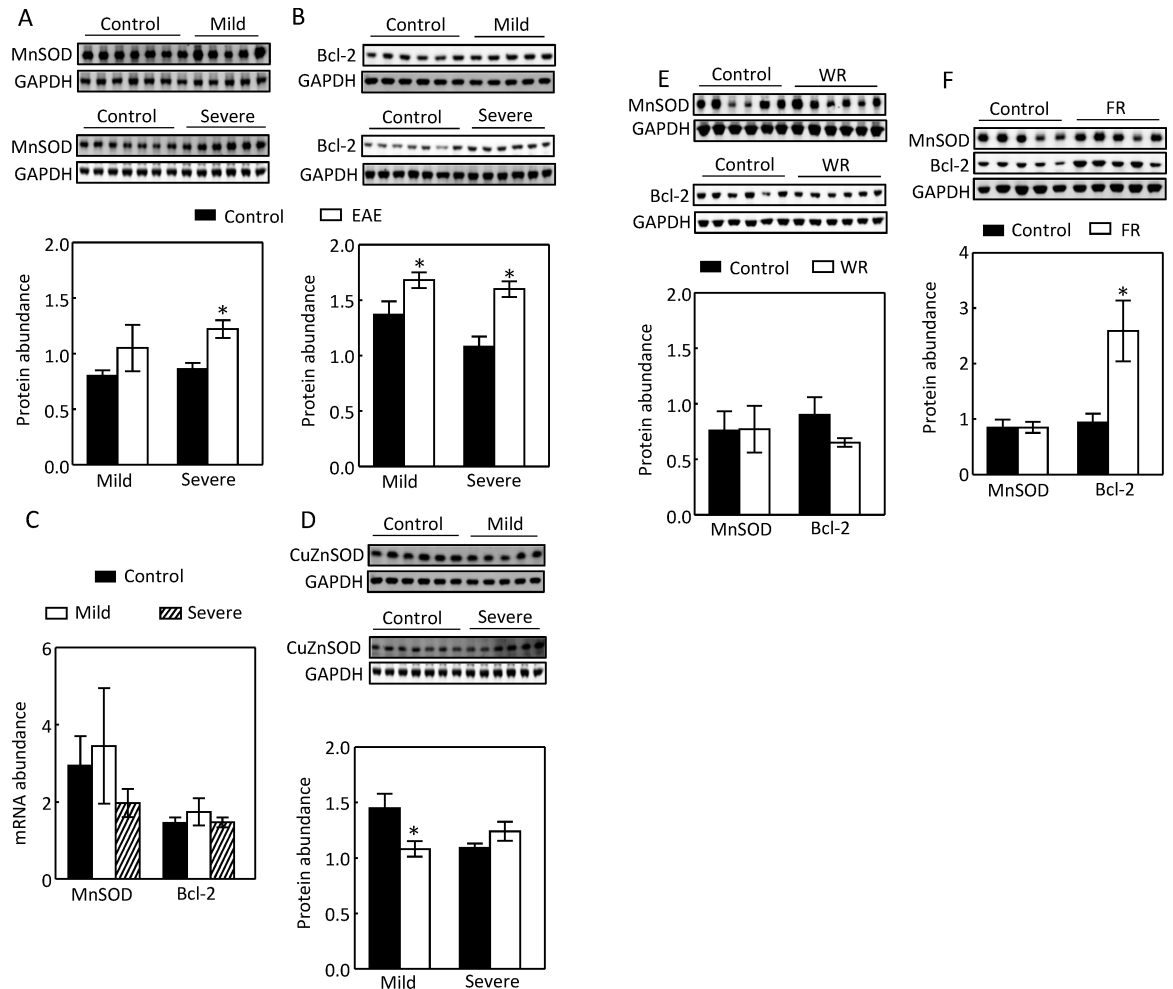 A
Control Mild
MnSOD
GAPDH
Control Severe
MnSOD
GAPDH
B
Control Mild
Bcl-2
GAPDH
Control Severe
Bcl-2
GAPDH
Control EAE
2.0
1.5
1.0
0.5
0.0
Protein abundance
*
Mild Severe
2.0
1.5
1.0
0.5
0.0
Protein abundance
* *
Mild Severe
C
Control
Mild Severe
6
4
2
0
mRNA abundance
MnSOD Bcl-2
D
Control Mild
CuZnSOD
GAPDH
Control Severe
CuZnSOD
GAPDH
2.0
1.5
1.0
0.5
0.0
Protein abundance
*
Mild Severe
E
Control WR
MnSOD
GAPDH
Control WR
Bcl-2
GAPDH
Control WR
2.0
1.5
1.0
0.5
0.0
Protein abundance
MnSOD Bcl-2
F
Control FR
MnSOD
Bcl-2
GAPDH
Control FR
4
3
2
1
0
Protein abundance
*
MnSOD Bcl-2